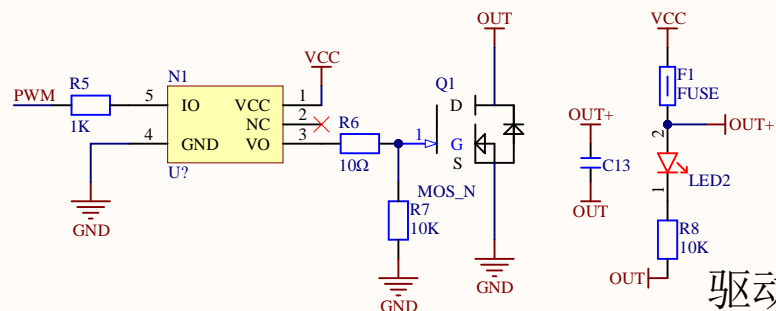 PWM
R5
1K
N1
5
IO
4
GND
VCC
1
NC
2
VO
3
U?
GND
VCC
R6
10Ω
R7
10K
GND
Q1
OUT
D
1
G
S
MOS_N
GND
OUT+
C13
OUT
VCC
F1
FUSE
2
OUT+
LED2
1
R8
10K
OUT
驱动